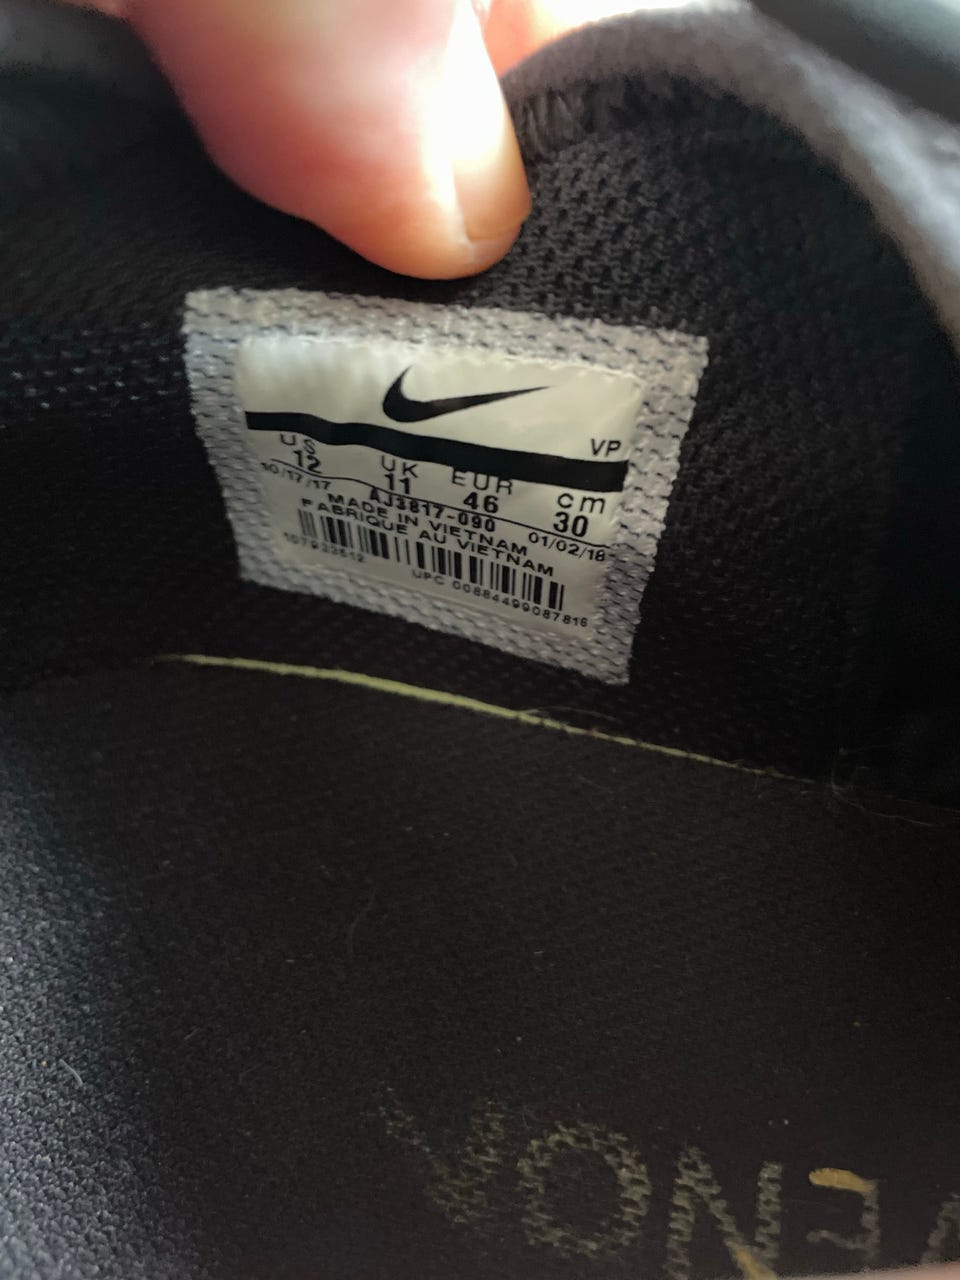 VP
US UK EUR cm
12 11 46 30
10/17/17 AJ3817-090 01/02/18
MADE IN VIETNAM
FABRIQUE AU VIETNAM
UPC 00884499087816